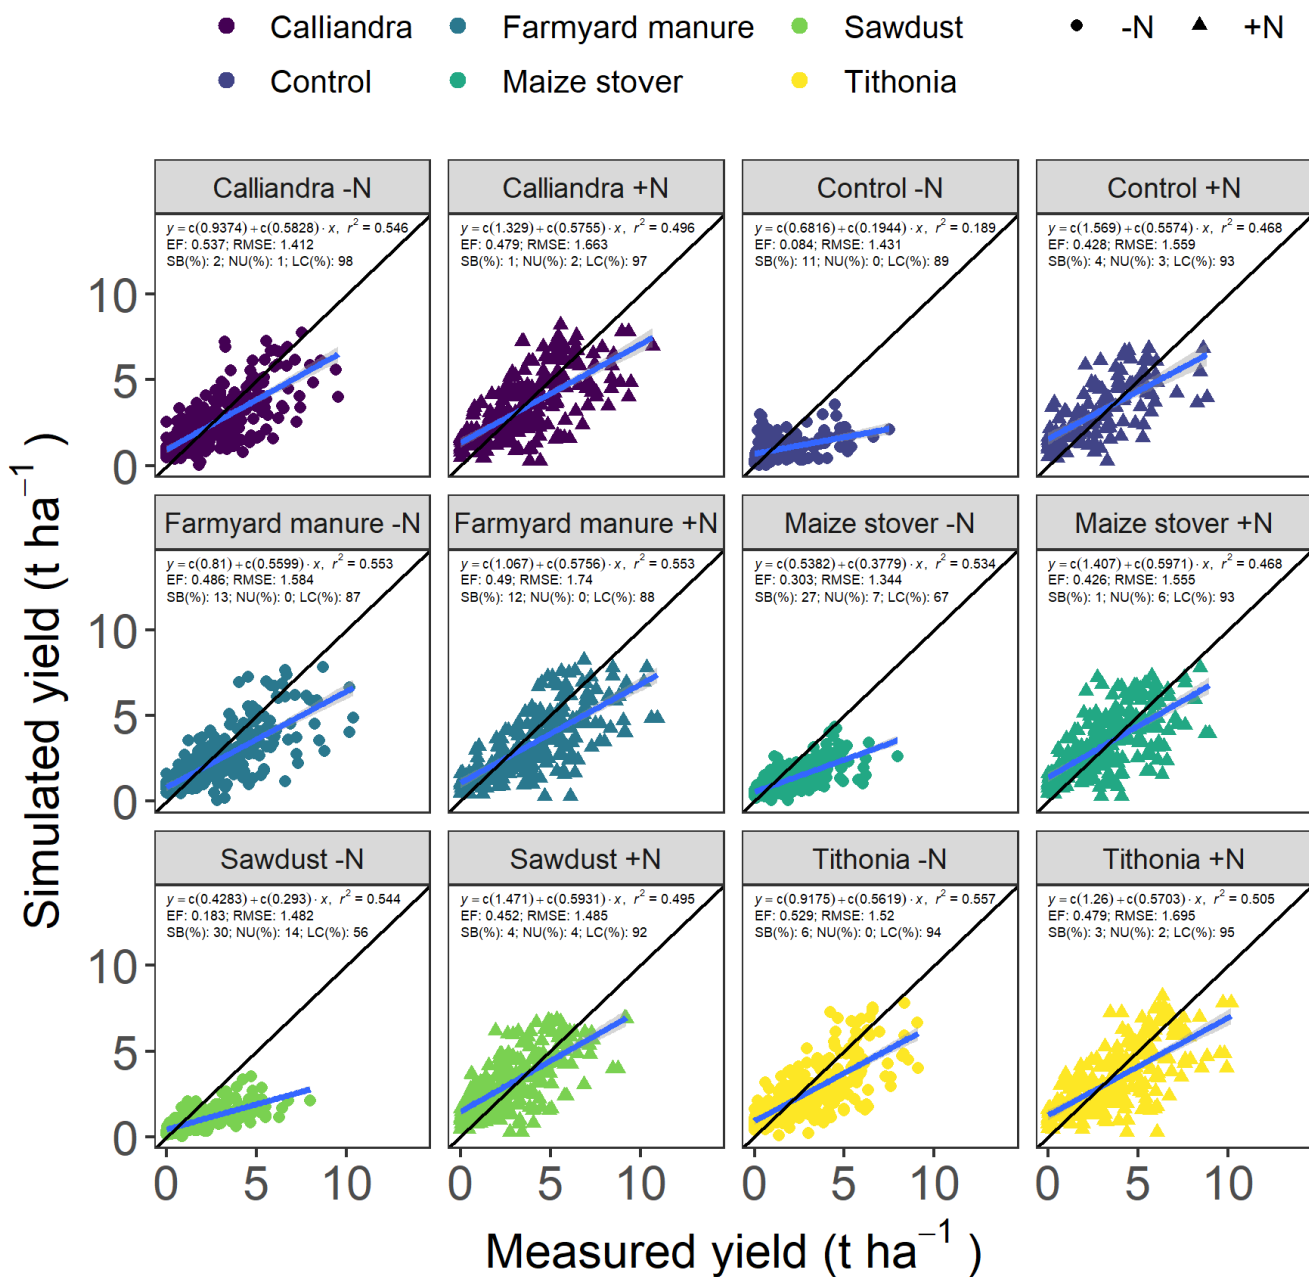 Calliandra Farmyard manure Sawdust -N +N
Control Maize stover Tithonia
Calliandra -N Calliandra +N Control -N Control +N
y = c(0.9374) + c(0.5828) · x, r² = 0.546
EF: 0.537; RMSE: 1.412
SB(%): 2; NU(%): 1; LC(%): 98
y = c(1.329) + c(0.5755) · x, r² = 0.496
EF: 0.479; RMSE: 1.663
SB(%): 1; NU(%): 2; LC(%): 97
y = c(0.6816) + c(0.1944) · x, r² = 0.189
EF: 0.084; RMSE: 1.431
SB(%): 11; NU(%): 0; LC(%): 89
y = c(1.569) + c(0.5574) · x, r² = 0.468
EF: 0.428; RMSE: 1.559
SB(%): 4; NU(%): 3; LC(%): 93
10
5
0
Farmyard manure -N Farmyard manure +N Maize stover -N Maize stover +N
y = c(0.81) + c(0.5599) · x, r² = 0.553
EF: 0.486; RMSE: 1.584
SB(%): 13; NU(%): 0; LC(%): 87
y = c(1.067) + c(0.5756) · x, r² = 0.553
EF: 0.49; RMSE: 1.74
SB(%): 12; NU(%): 0; LC(%): 88
y = c(0.5382) + c(0.3779) · x, r² = 0.534
EF: 0.303; RMSE: 1.344
SB(%): 27; NU(%): 7; LC(%): 67
y = c(1.407) + c(0.5971) · x, r² = 0.468
EF: 0.426; RMSE: 1.555
SB(%): 1; NU(%): 6; LC(%): 93
10
5
0
Sawdust -N Sawdust +N Tithonia -N Tithonia +N
y = c(0.4283) + c(0.293) · x, r² = 0.544
EF: 0.183; RMSE: 1.482
SB(%): 30; NU(%): 14; LC(%): 56
y = c(1.471) + c(0.5931) · x, r² = 0.495
EF: 0.452; RMSE: 1.485
SB(%): 4; NU(%): 4; LC(%): 92
y = c(0.9175) + c(0.5619) · x, r² = 0.557
EF: 0.529; RMSE: 1.52
SB(%): 6; NU(%): 0; LC(%): 94
y = c(1.26) + c(0.5703) · x, r² = 0.505
EF: 0.479; RMSE: 1.695
SB(%): 3; NU(%): 2; LC(%): 95
10
5
0
0 5 10 0 5 10 0 5 10 0 5 10
Measured yield (t ha⁻¹ )
Simulated yield (t ha⁻¹ )